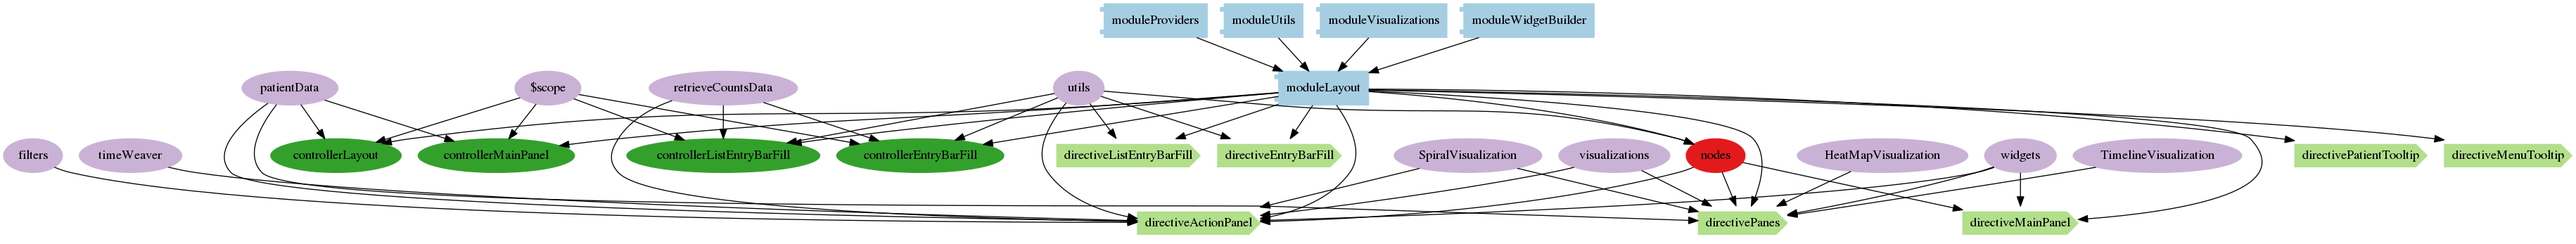 moduleProviders
moduleUtils
moduleVisualizations
moduleWidgetBuilder
patientData
$scope
retrieveCountsData
utils
moduleLayout
filters
timeWeaver
controllerLayout
controllerMainPanel
controllerListEntryBarFill
controllerEntryBarFill
directiveListEntryBarFill
directiveEntryBarFill
SpiralVisualization
visualizations
nodes
HeatMapVisualization
widgets
TimelineVisualization
directivePatientTooltip
directiveMenuTooltip
directiveActionPanel
directivePanes
directiveMainPanel